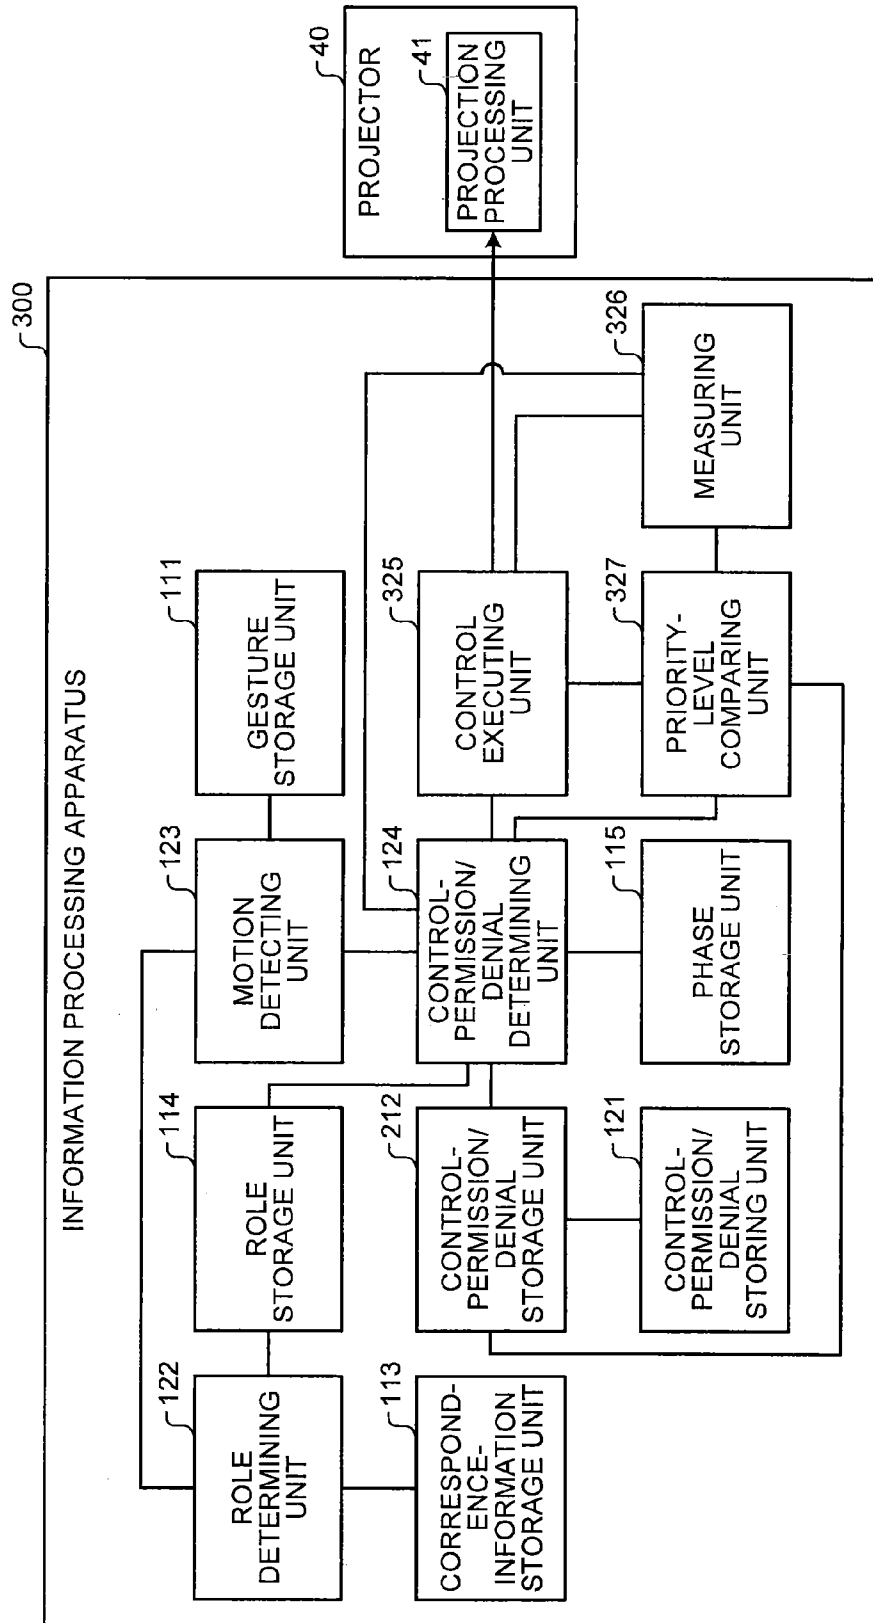 INFORMATION PROCESSING APPARATUS
300
122
ROLE
DETERMINING
UNIT
114
ROLE
STORAGE UNIT
123
MOTION
DETECTING
UNIT
111
GESTURE
STORAGE UNIT
113
CORRESPOND-
ENCE-
INFORMATION
STORAGE UNIT
212
CONTROL-
PERMISSION/
DENIAL
STORAGE UNIT
124
CONTROL-
PERMISSION/
DENIAL
DETERMINING
UNIT
325
CONTROL
EXECUTING
UNIT
121
CONTROL-
PERMISSION/
DENIAL
STORING UNIT
115
PHASE
STORAGE UNIT
327
PRIORITY-
LEVEL
COMPARING
UNIT
326
MEASURING
UNIT
40
PROJECTOR
41
PROJECTION
PROCESSING
UNIT